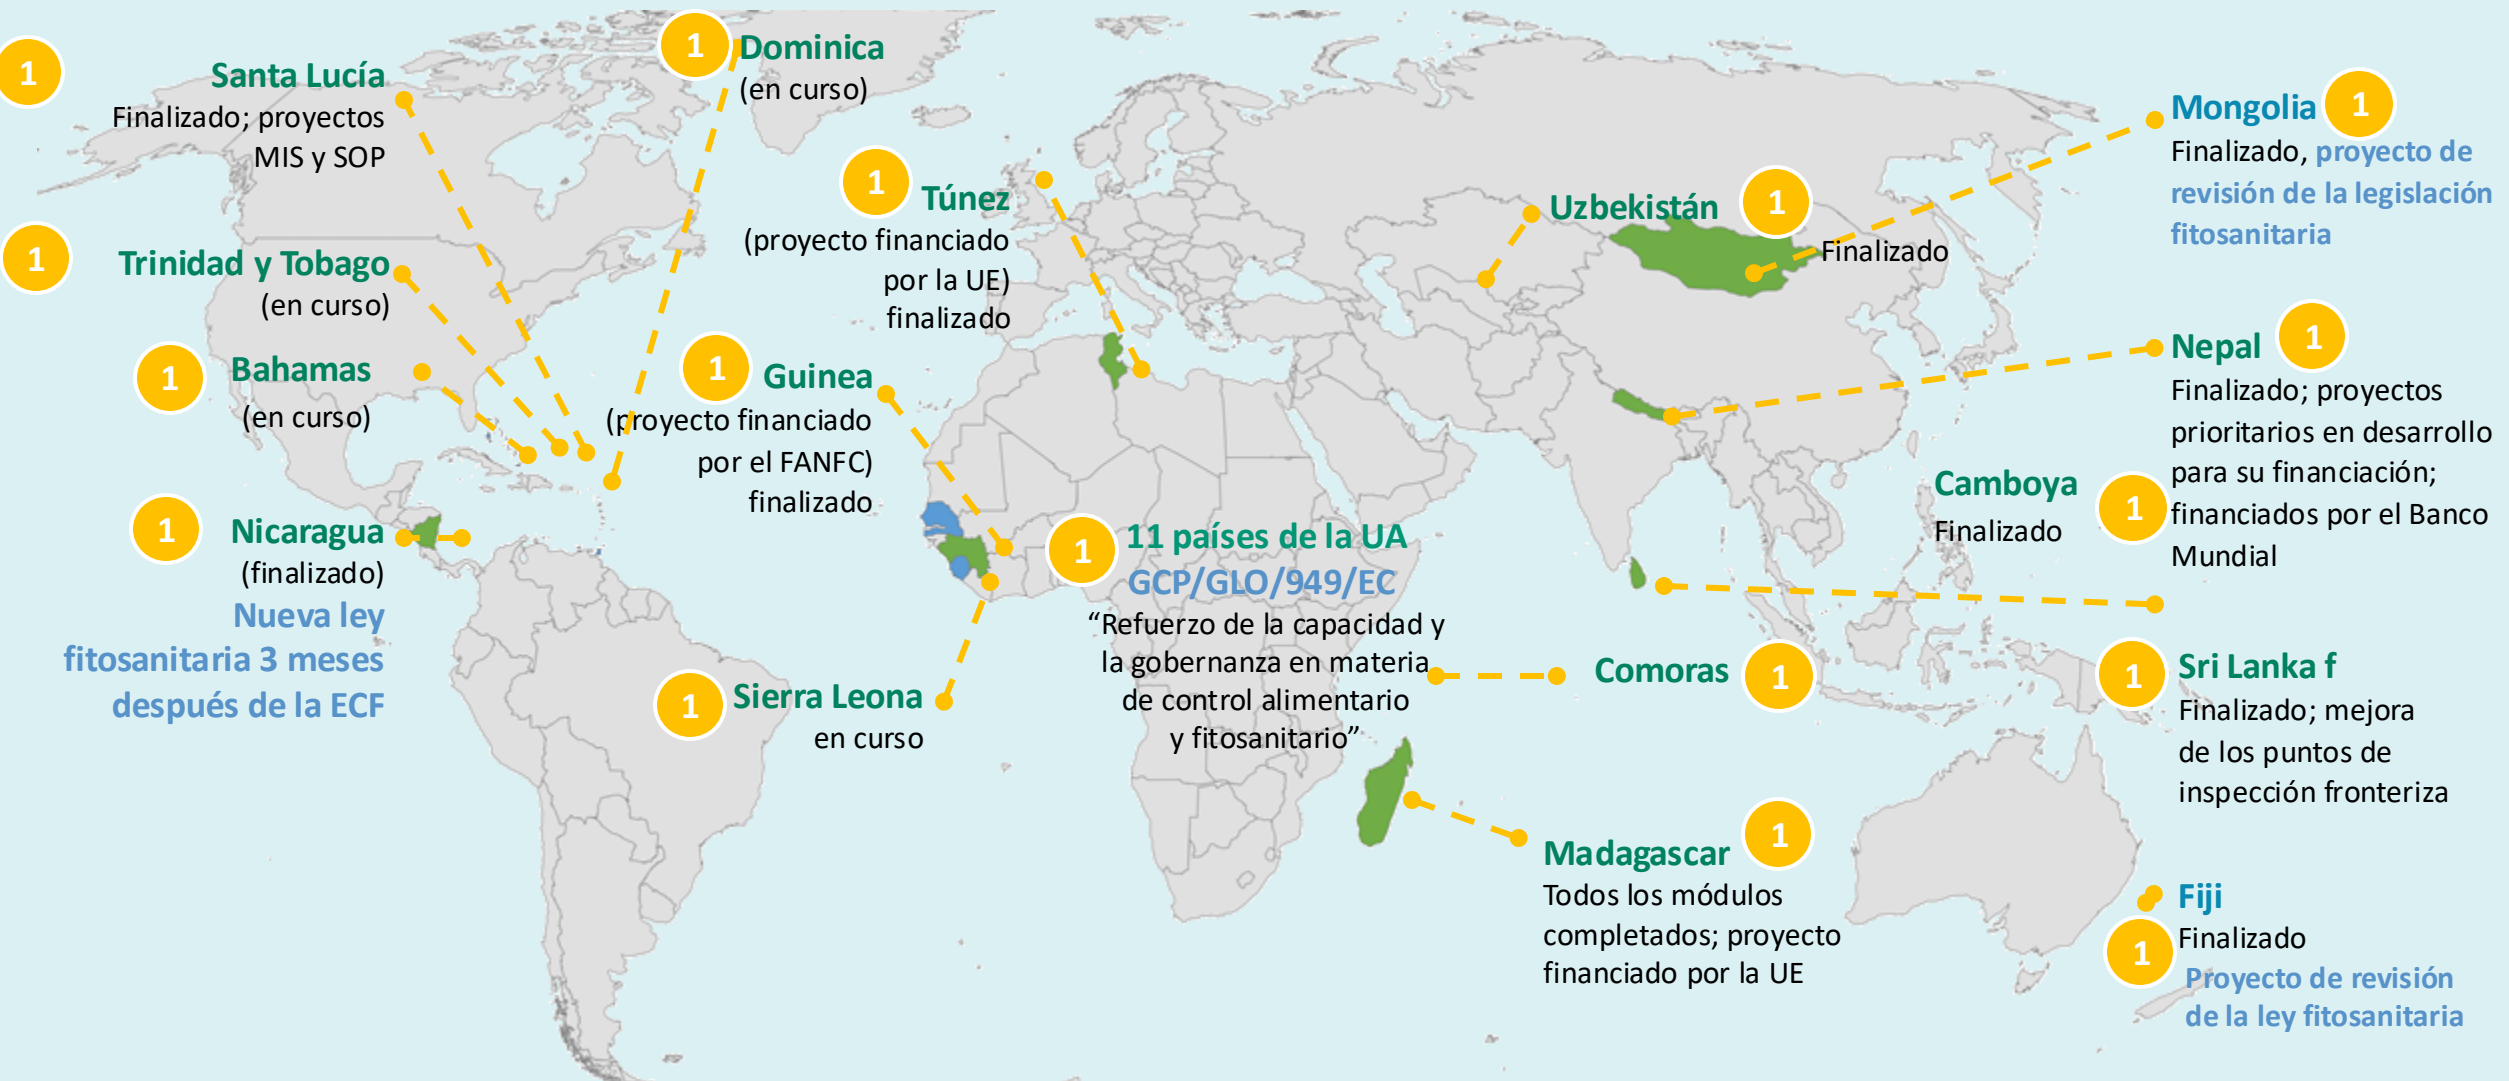 1
Santa Lucía
Finalizado; proyectos
MIS y SOP
1
Dominica
(en curso)
1
Trinidad y Tobago
(en curso)
1
Bahamas
(en curso)
1
Nicaragua
(finalizado)
Nueva ley
fitosanitaria 3 meses
después de la ECF
1
Túnez
(proyecto financiado
por la UE)
finalizado
1
Guinea
(proyecto financiado
por el FANFC)
finalizado
1
Sierra Leona
en curso
1
11 países de la UA
GCP/GLO/949/EC
“Refuerzo de la capacidad y
la gobernanza en materia
de control alimentario
y fitosanitario”
Uzbekistán
1
Finalizado
Comoras
1
Madagascar
1
Todos los módulos
completados; proyecto
financiado por la UE
Mongolia
1
Finalizado, proyecto de
revisión de la legislación
fitosanitaria
Nepal
1
Finalizado; proyectos
prioritarios en desarrollo
para su financiación;
financiados por el Banco
Mundial
Camboya
Finalizado
1
1
Sri Lanka f
Finalizado; mejora
de los puntos de
inspección fronteriza
Fiji
1
Finalizado
Proyecto de revisión
de la ley fitosanitaria